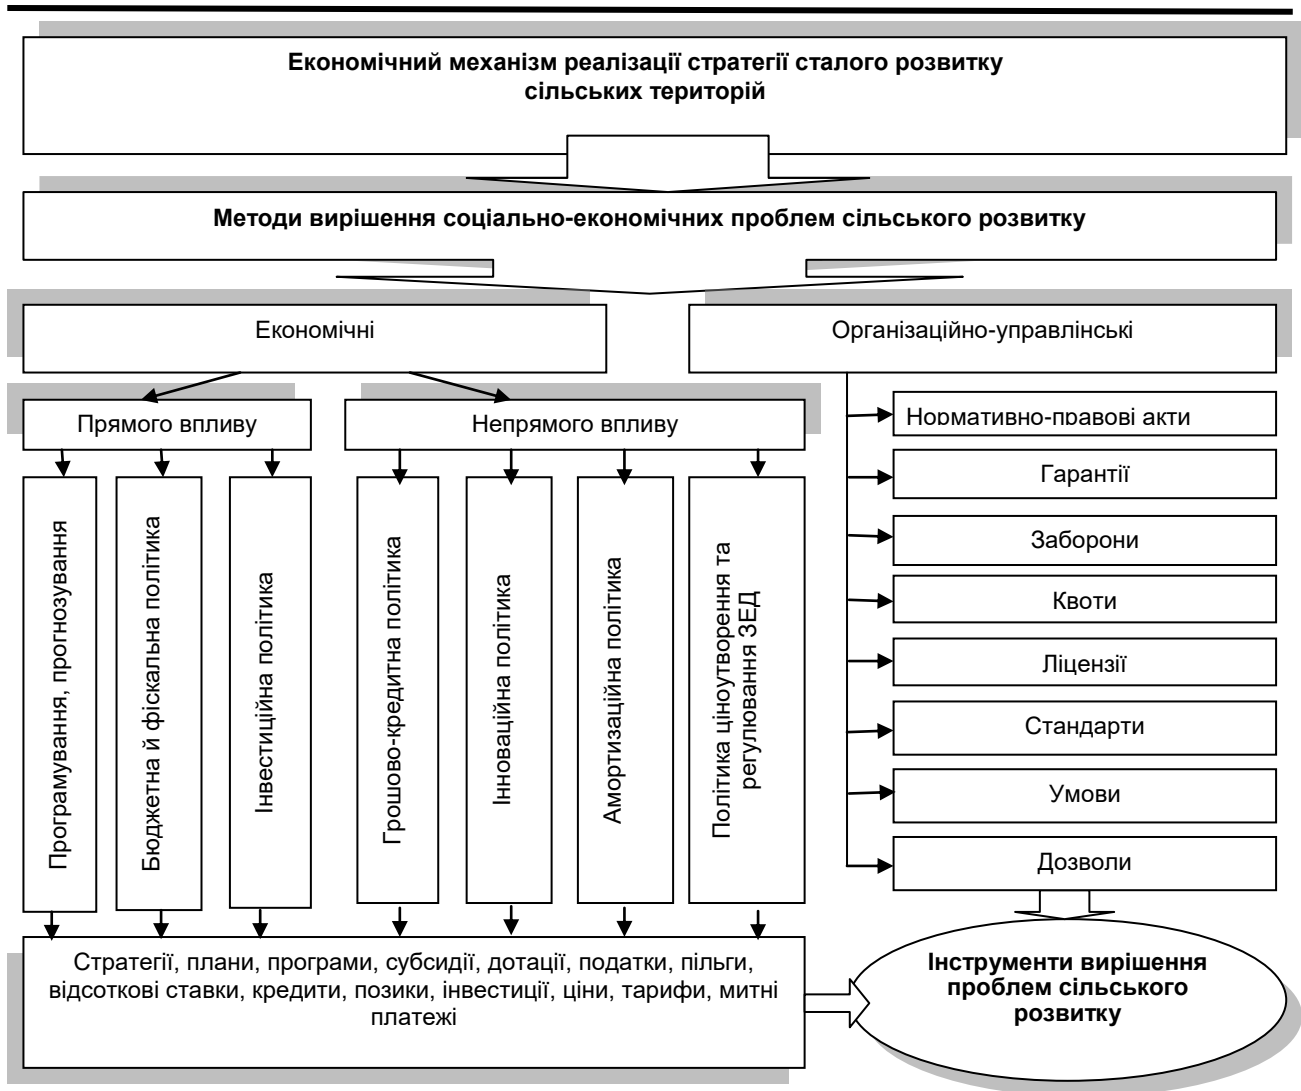 Економічний механізм реалізації стратегії сталого розвитку
сільських територій
Методи вирішення соціально-економічних проблем сільського розвитку
Економічні
Організаційно-управлінські
Прямого впливу
Непрямого впливу
Програмування, прогнозування
Бюджетна й фіскальна політика
Інвестиційна політика
Грошово-кредитна політика
Інноваційна політика
Амортизаційна політика
Політика ціноутворення та
регулювання ЗЕД
Нормативно-правові акти
Гарантії
Заборони
Квоти
Ліцензії
Стандарти
Умови
Дозволи
Стратегії, плани, програми, субсидії, дотації, податки, пільги,
відсоткові ставки, кредити, позики, інвестиції, ціни, тарифи, митні
платежі
Інструменти вирішення
проблем сільського
розвитку